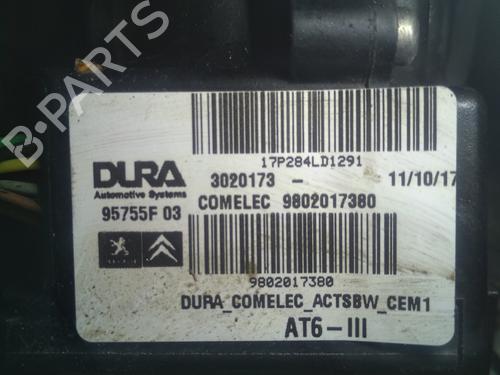 17P284LD1291
DURA
Automotive Systems
3020173 - 11/10/17
95755F 03
COMELEC 9802017380
9802017380
DURA_COMELEC_ACTSBW_CEM1
AT6-III
B-PARTS